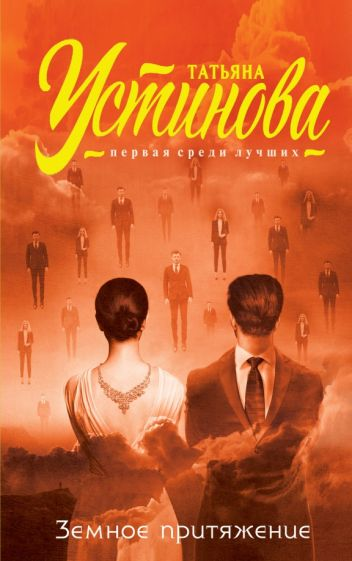 Татьяна
Устинова
первая среди лучших
Земное притяжение